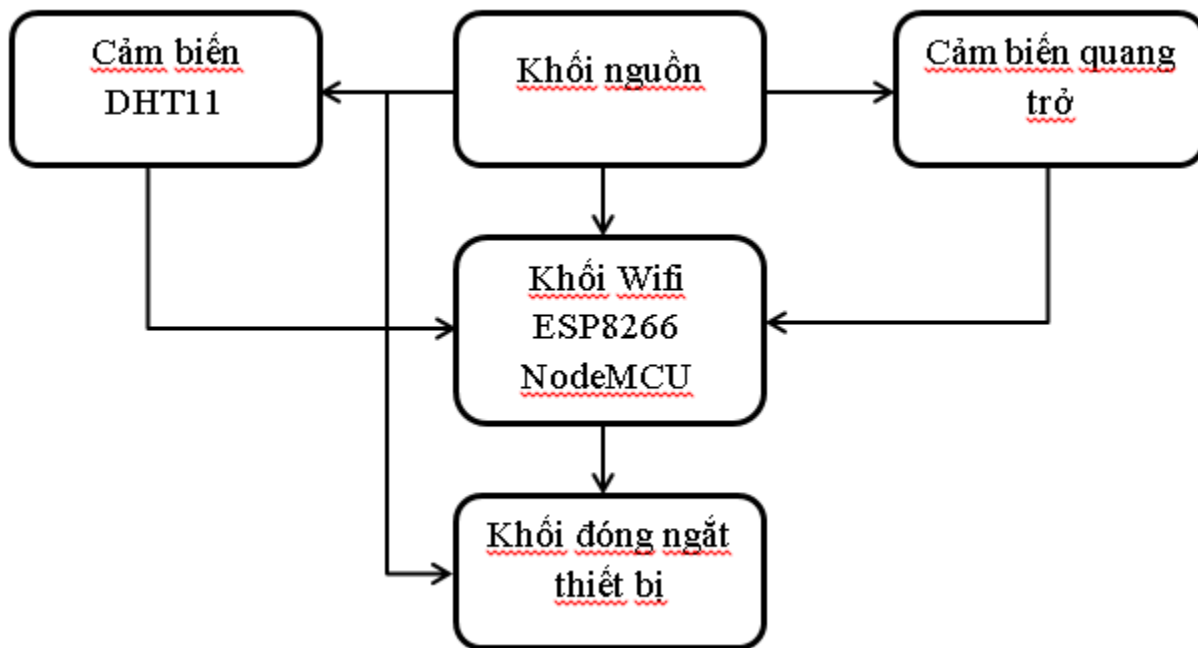 Cảm biến
DHT11
Khối nguồn
Cảm biến quang
trở
Khối Wifi
ESP8266
NodeMCU
Khối đóng ngắt
thiết bị